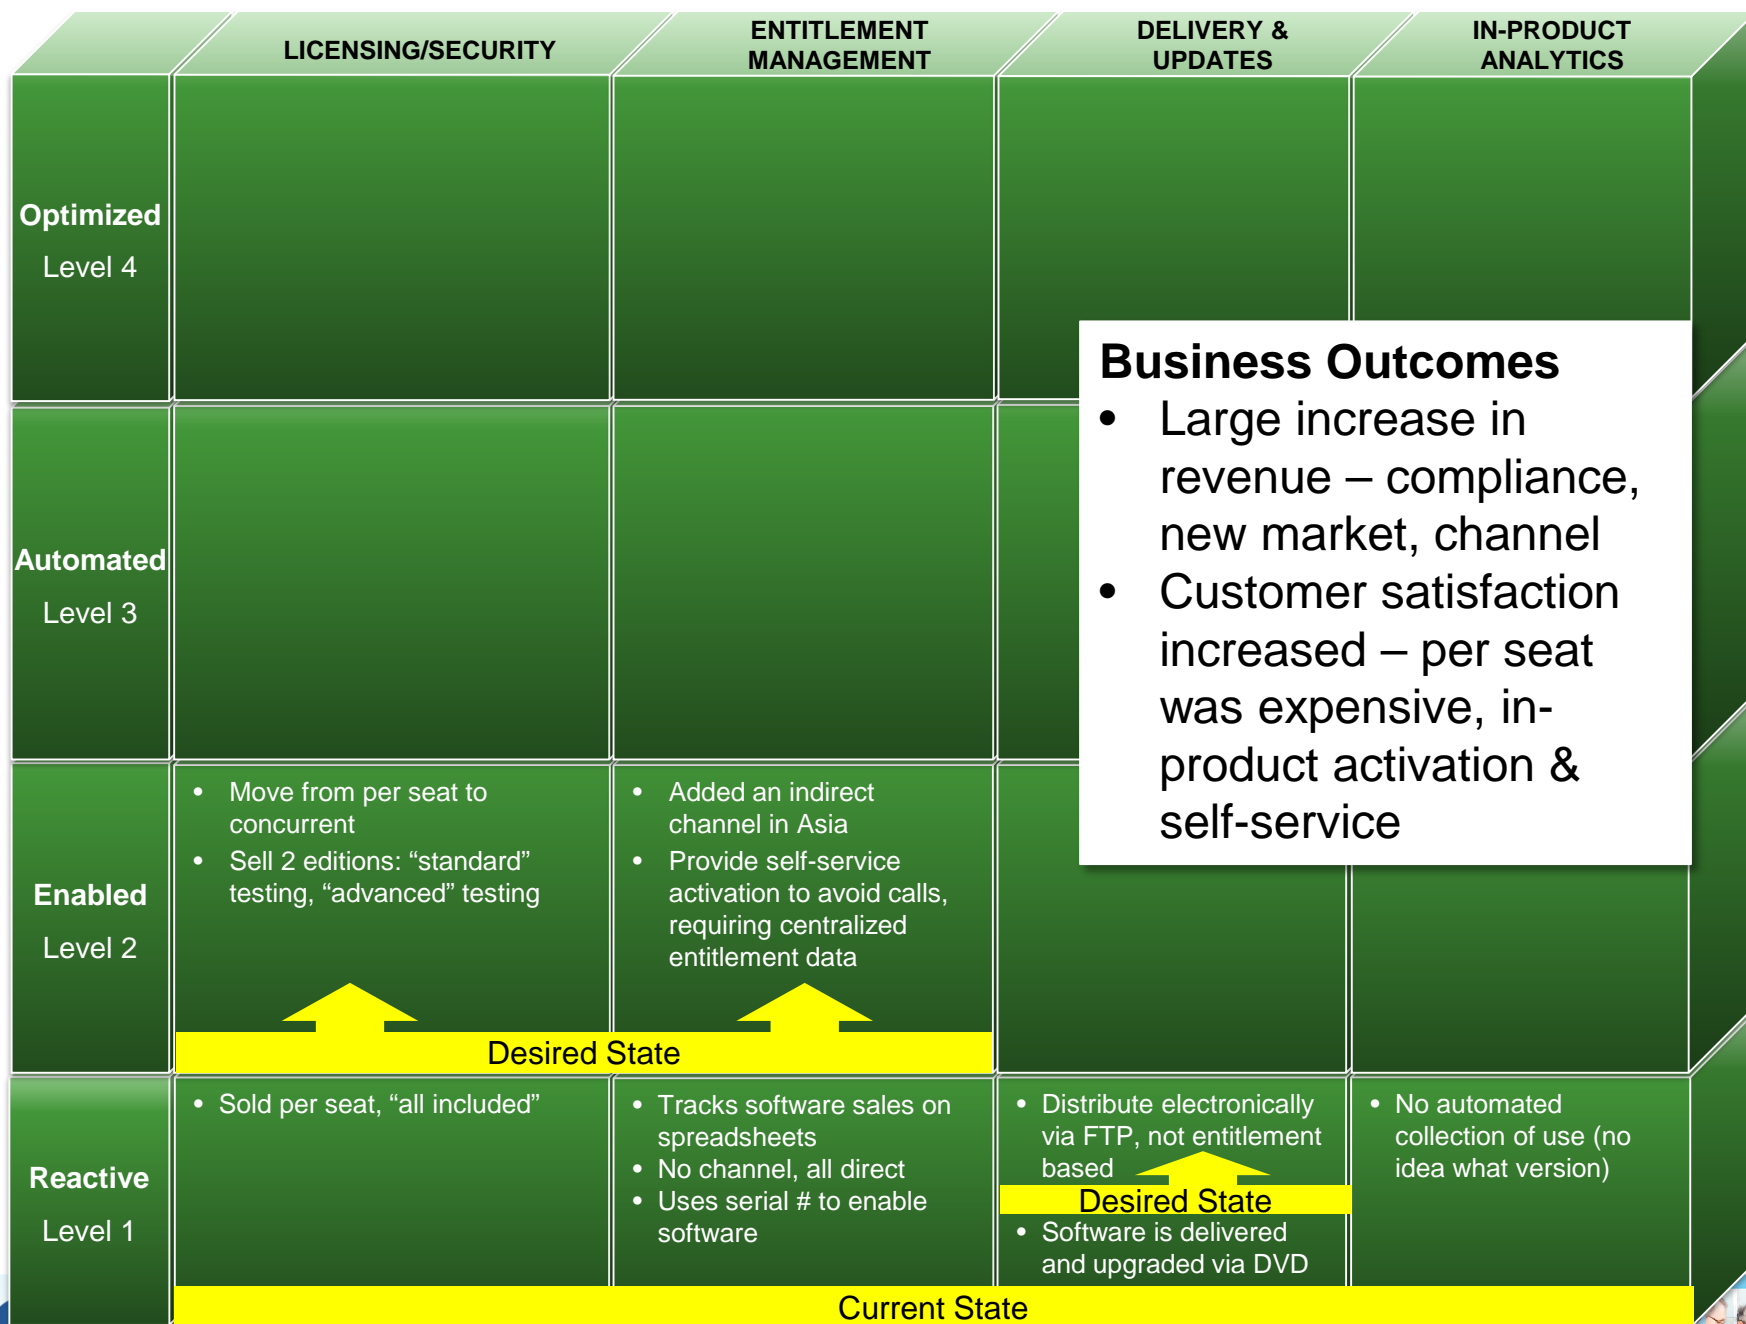 LICENSING/SECURITY
ENTITLEMENT
MANAGEMENT
DELIVERY &
UPDATES
IN-PRODUCT
ANALYTICS
Optimized
Level 4
Automated
Level 3
Business Outcomes
• Large increase in
revenue – compliance,
new market, channel
• Customer satisfaction
increased – per seat
was expensive, in-
product activation &
self-service
Enabled
Level 2
• Move from per seat to
concurrent
• Sell 2 editions: “standard”
testing, “advanced” testing
• Added an indirect
channel in Asia
• Provide self-service
activation to avoid calls,
requiring centralized
entitlement data
Desired State
Reactive
Level 1
• Sold per seat, “all included”
• Tracks software sales on
spreadsheets
• No channel, all direct
• Uses serial # to enable
software
• Distribute electronically
via FTP, not entitlement
based
Desired State
• Software is delivered
and upgraded via DVD
• No automated
collection of use (no
idea what version)
Current State